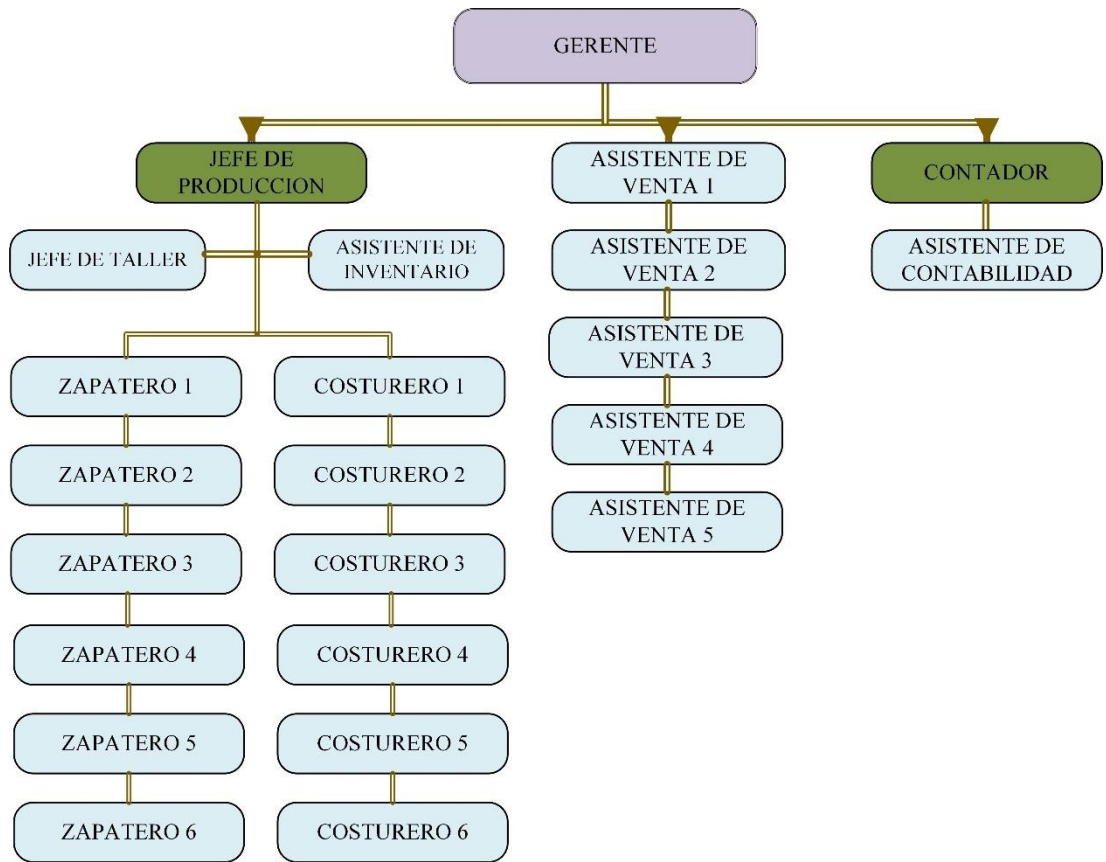 GERENTE
JEFE DE
PRODUCCION
ASISTENTE DE
VENTA 1
CONTADOR
JEFE DE TALLER
ASISTENTE DE
INVENTARIO
ASISTENTE DE
VENTA 2
ASISTENTE DE
CONTABILIDAD
ASISTENTE DE
VENTA 3
ZAPATERO 1
COSTURERO 1
ASISTENTE DE
VENTA 4
ZAPATERO 2
COSTURERO 2
ASISTENTE DE
VENTA 5
ZAPATERO 3
COSTURERO 3
ZAPATERO 4
COSTURERO 4
ZAPATERO 5
COSTURERO 5
ZAPATERO 6
COSTURERO 6